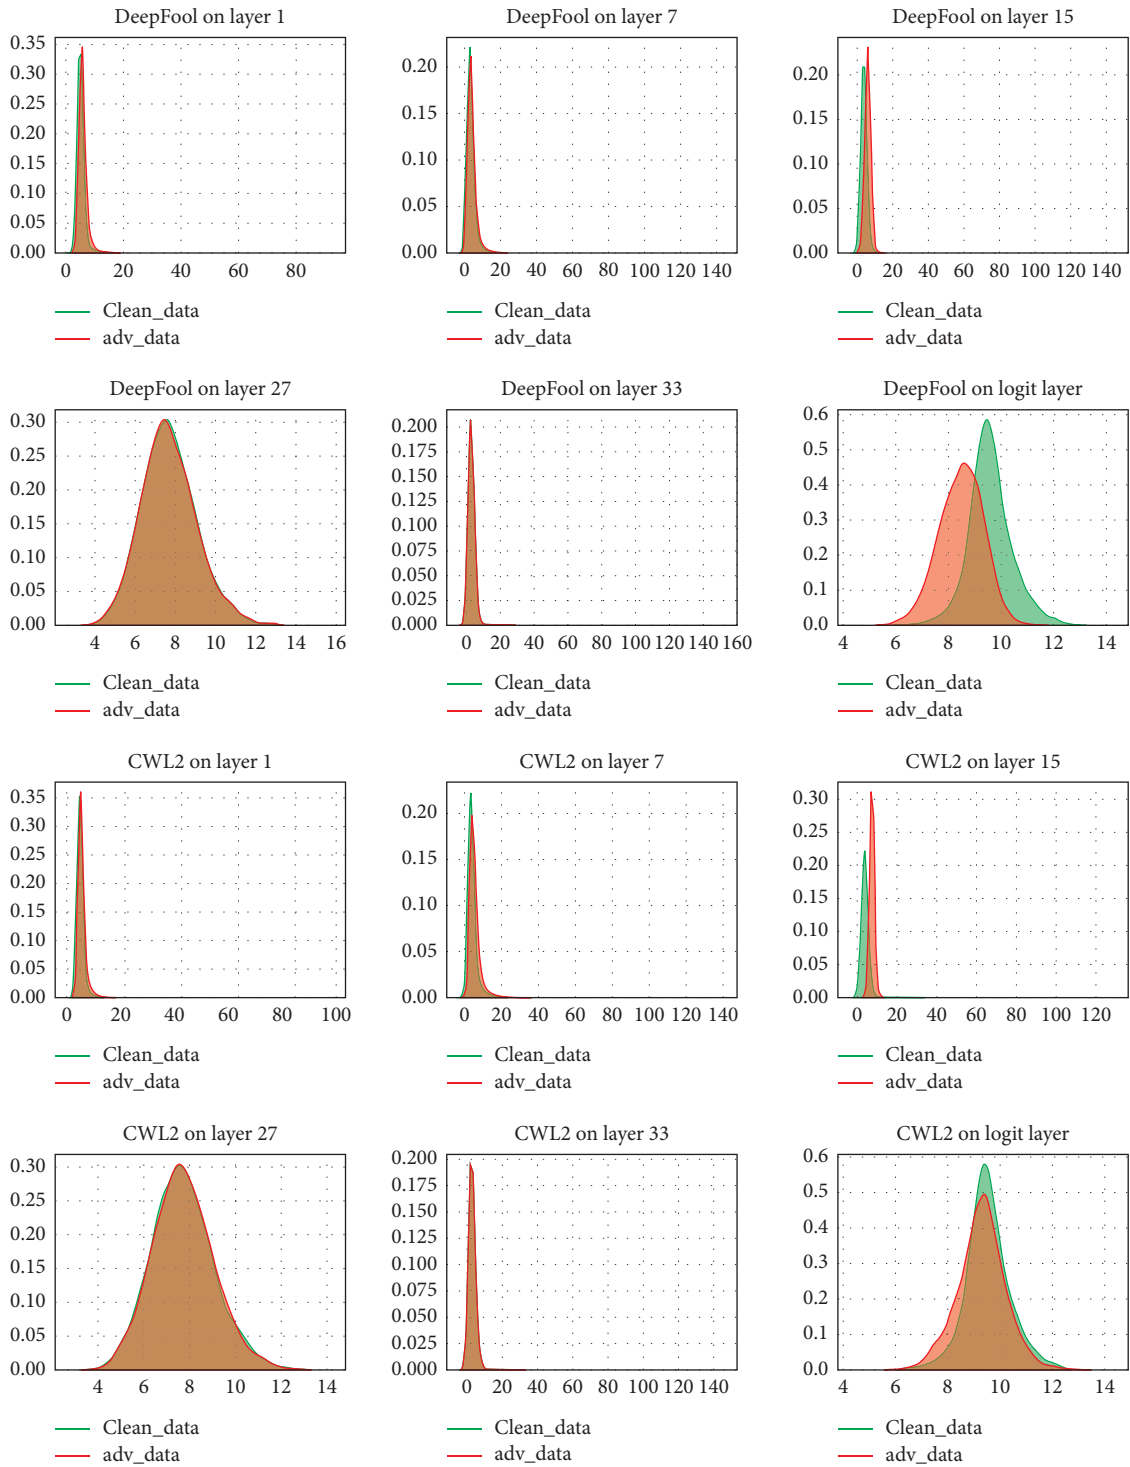 DeepFool on layer 1
0.35
0.30
0.25
0.20
0.15
0.10
0.05
0.00
0 20 40 60 80
Clean_data
adv_data
DeepFool on layer 7
0.20
0.15
0.10
0.05
0.00
0 20 40 60 80 100 120 140
Clean_data
adv_data
DeepFool on layer 15
0.20
0.15
0.10
0.05
0.00
0 20 40 60 80 100 120 140
Clean_data
adv_data
DeepFool on layer 27
0.30
0.25
0.20
0.15
0.10
0.05
0.00
4 6 8 10 12 14 16
Clean_data
adv_data
DeepFool on layer 33
0.200
0.175
0.150
0.125
0.100
0.075
0.050
0.025
0.000
0 20 40 60 80 100 120 140 160
Clean_data
adv_data
DeepFool on logit layer
0.6
0.5
0.4
0.3
0.2
0.1
0.0
4 6 8 10 12 14
Clean_data
adv_data
CWL2 on layer 1
0.35
0.30
0.25
0.20
0.15
0.10
0.05
0.00
0 20 40 60 80 100
Clean_data
adv_data
CWL2 on layer 7
0.20
0.15
0.10
0.05
0.00
0 20 40 60 80 100 120 140
Clean_data
adv_data
CWL2 on layer 15
0.30
0.25
0.20
0.15
0.10
0.05
0.00
0 20 40 60 80 100 120
Clean_data
adv_data
CWL2 on layer 27
0.30
0.25
0.20
0.15
0.10
0.05
0.00
4 6 8 10 12 14
Clean_data
adv_data
CWL2 on layer 33
0.200
0.175
0.150
0.125
0.100
0.075
0.050
0.025
0.000
0 20 40 60 80 100 120 140
Clean_data
adv_data
CWL2 on logit layer
0.6
0.5
0.4
0.3
0.2
0.1
0.0
4 6 8 10 12 14
Clean_data
adv_data